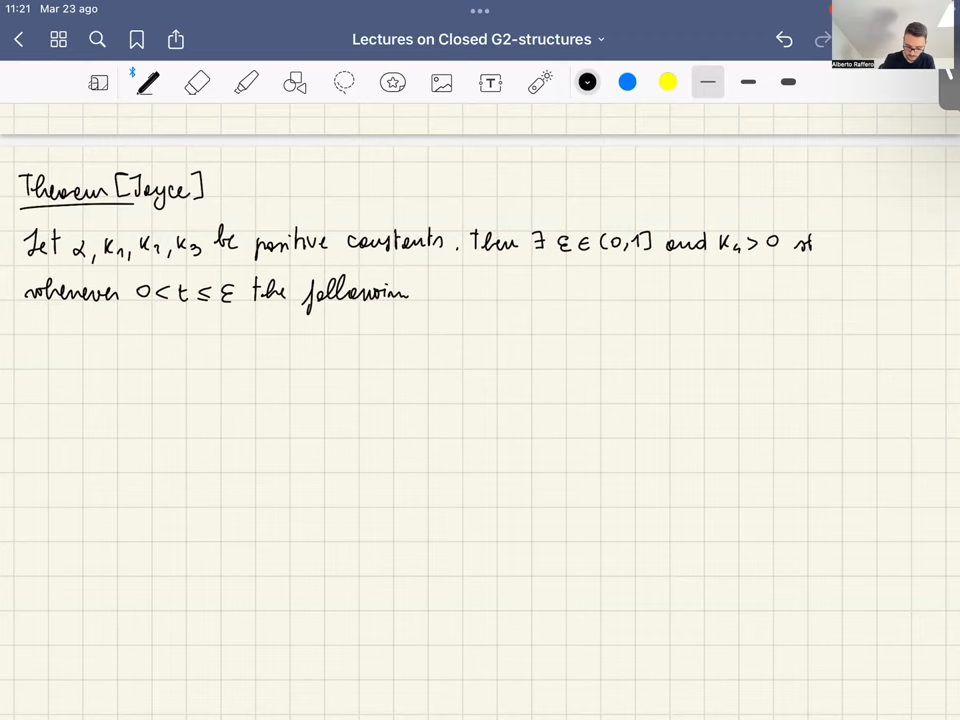 11:21 Mar 23 ago
Lectures on Closed G2-structures
Alberto Raffero
Theorem [Joyce]
Let α, K₁, K₂, K₃ be positive constants. Then ∃ ε ∈ (0,1] and K₄ > 0 st
whenever 0 < t ≤ ε the followin